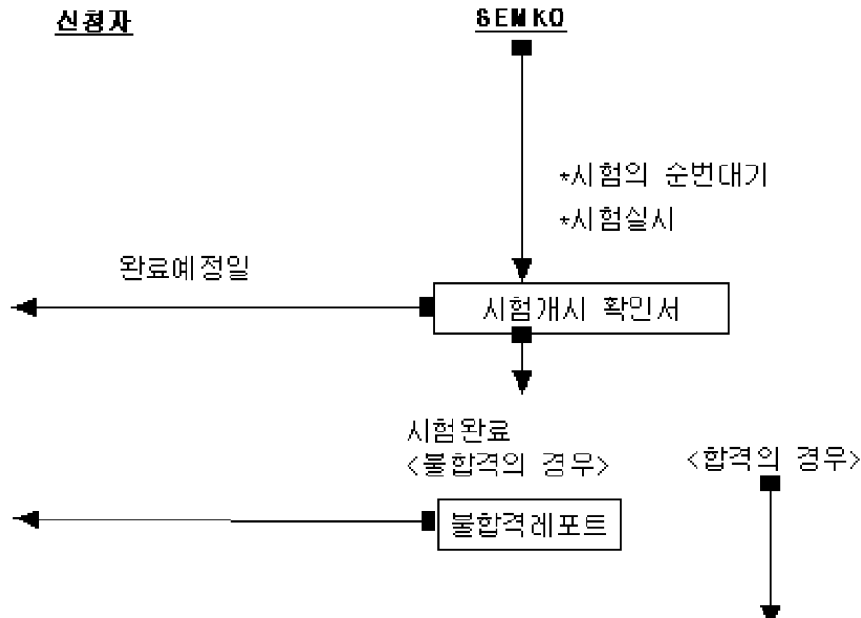 신청자
SEMKO
*시험의 순번대기
*시험실시
완료예정일
시험개시 확인서
시험완료
<불합격의 경우>
<합격의 경우>
불합격레포트